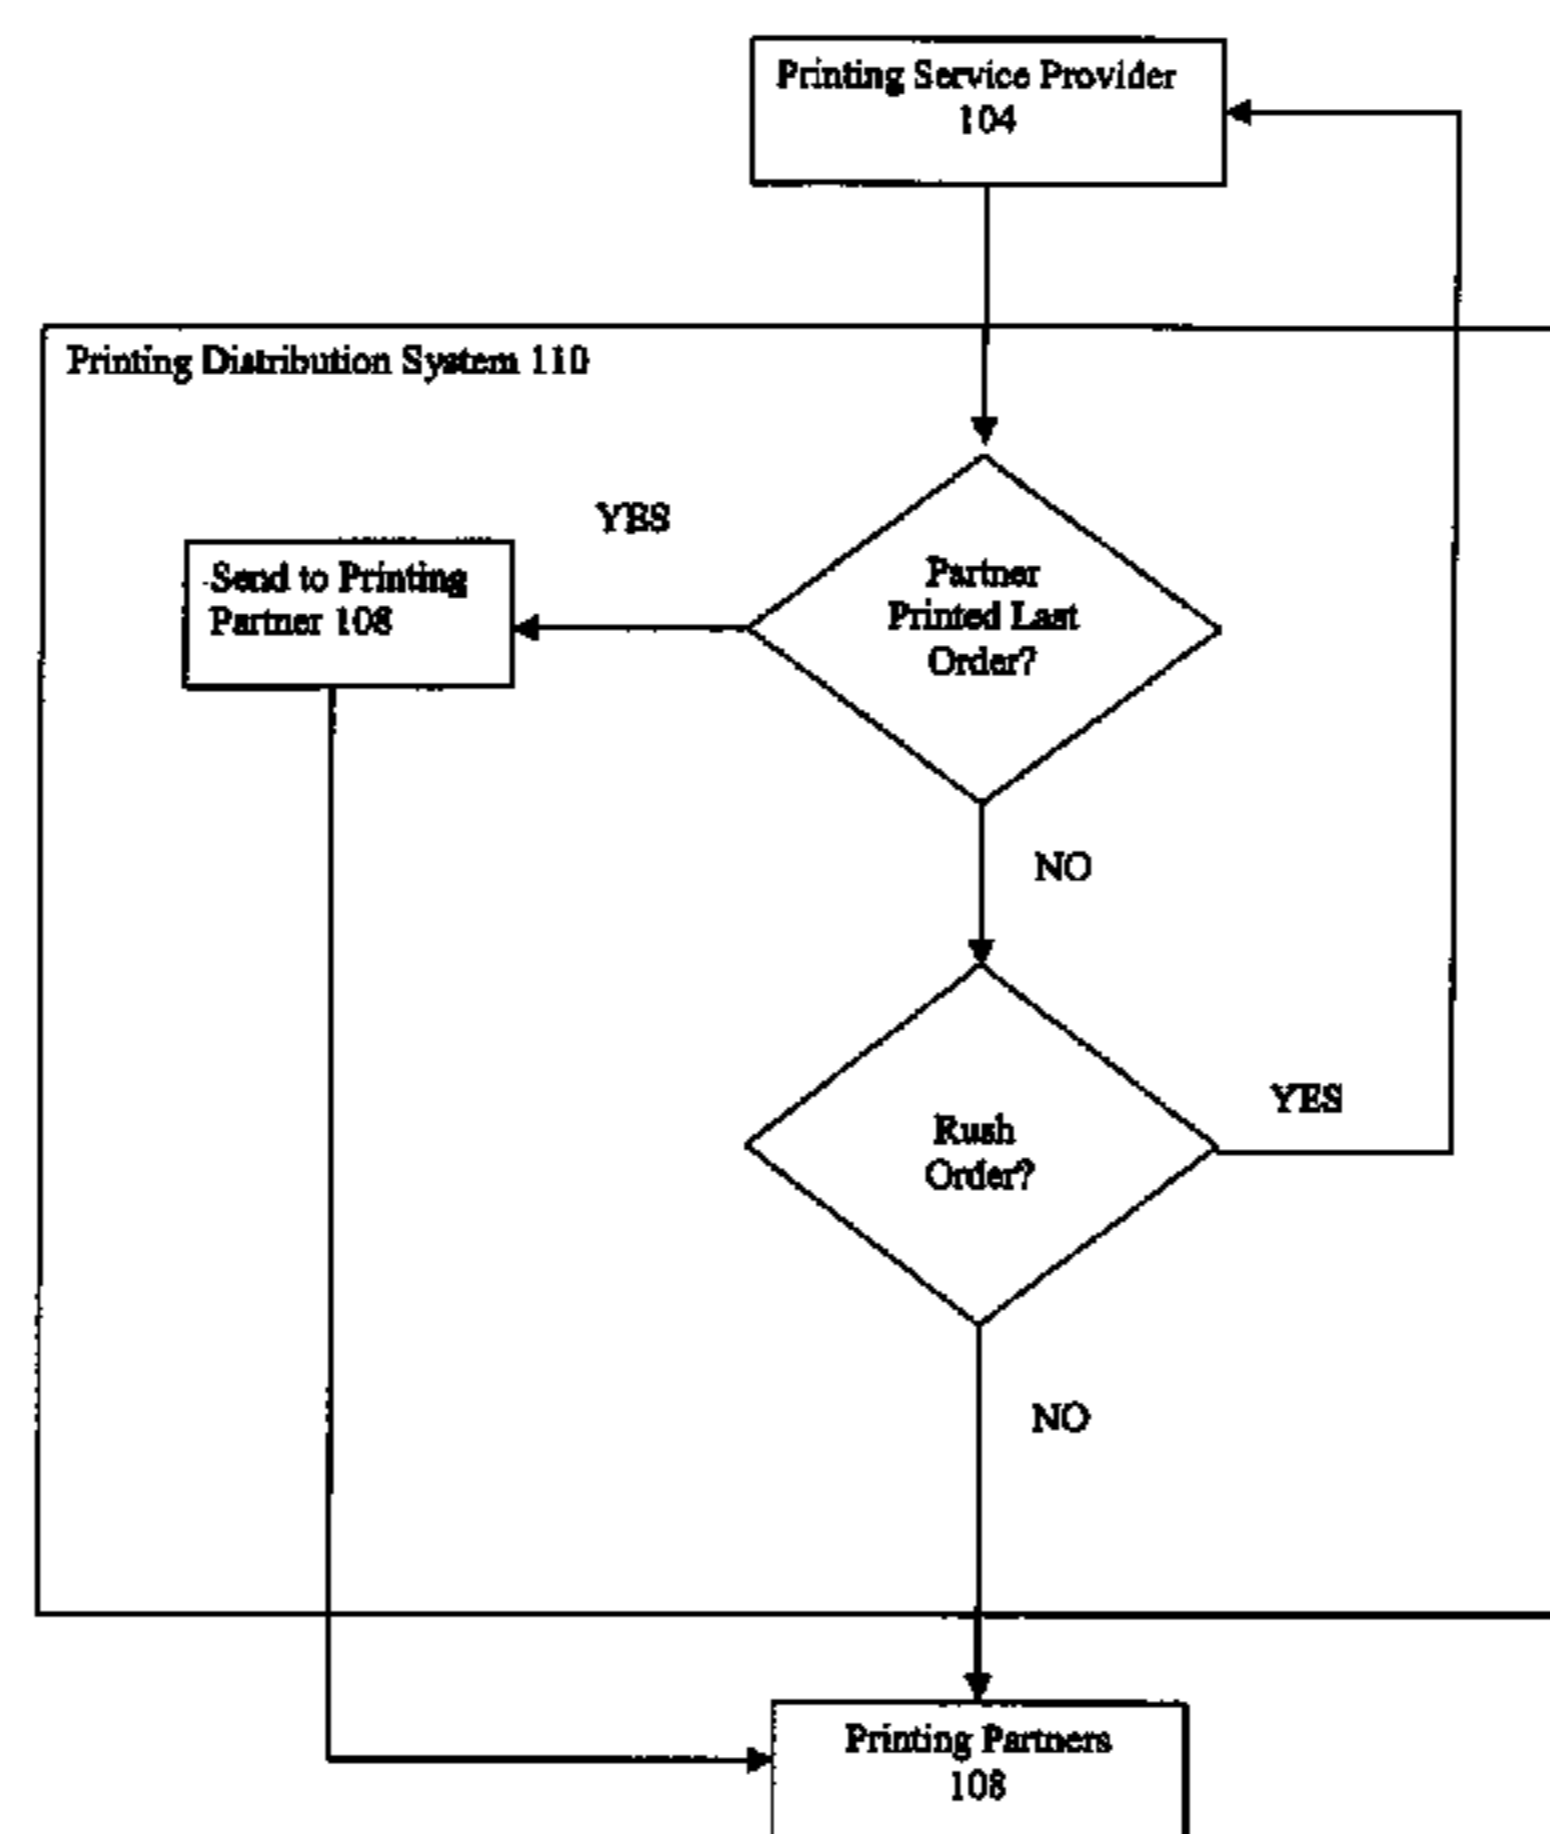 Printing Service Provider
104
Printing Distribution System 110
YES
Send to Printing
Partner 108
Partner
Printed Last
Order?
NO
YES
Rush
Order?
NO
Printing Partners
108